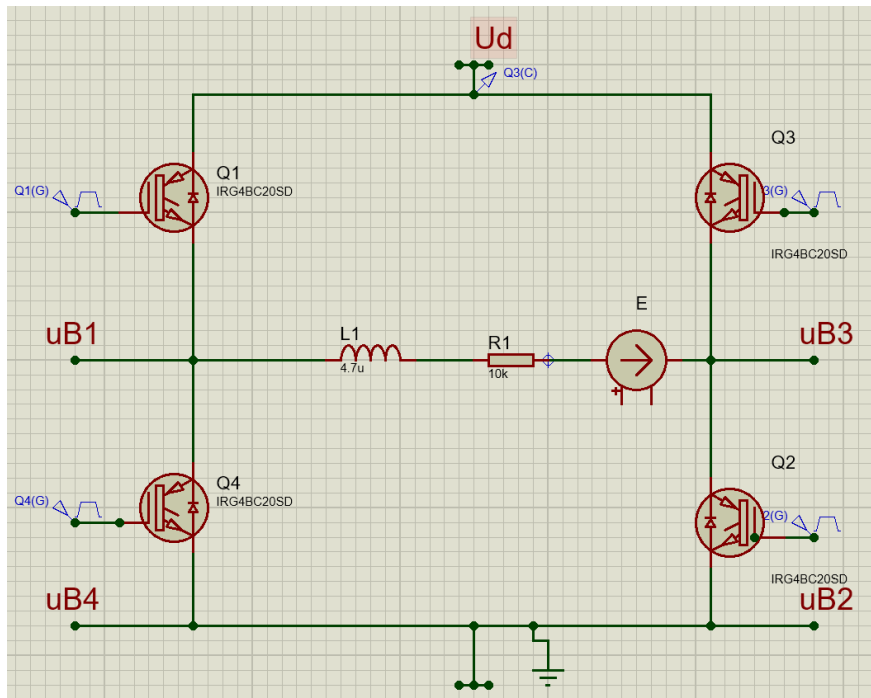 Ud
Q3(C)
Q3
Q1(G)
Q1
IRG4BC20SD
3(G)
IRG4BC20SD
E
uB1
L1
R1
uB3
4.7u
10k
+
Q4
Q2
Q4(G)
IRG4BC20SD
2(G)
IRG4BC20SD
uB4
uB2